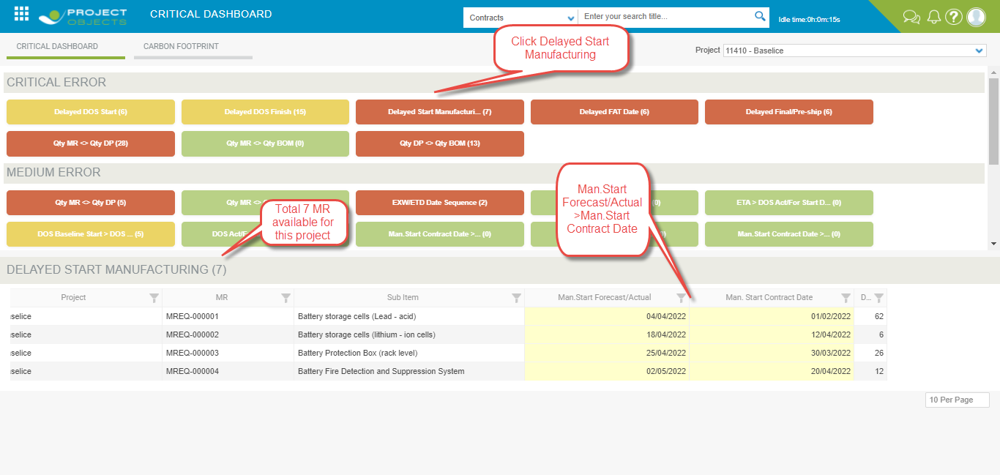 PROJECT
OBJECTS
CRITICAL DASHBOARD
Contracts
Enter your search title...
Idle time:0h:0m:15s
CRITICAL DASHBOARD
CARBON FOOTPRINT
Click Delayed Start
Manufacturing
Project
11410 - Baselice
CRITICAL ERROR
Delayed DOS Start (6)
Delayed DOS Finish (15)
Delayed Start Manufacturi... (7)
Delayed FAT Date (6)
Delayed Final/Pre-ship (6)
Qty MR <> Qty DP (28)
Qty MR <> Qty BOM (0)
Qty DP <> Qty BOM (13)
MEDIUM ERROR
Qty MR <> Qty DP (5)
Qty MR <>
EXW/ETD Date Sequence (2)
(0)
ETA > DOS Act/For Start D... (0)
Total 7 MR
available for
this project
Man.Start
Forecast/Actual
>Man.Start
Contract Date
DOS Baseline Start > DOS ... (5)
DOS Act/Fo
Man.Start Contract Date >... (0)
Man.Start Contract Date >... (0)
DELAYED START MANUFACTURING (7)
Project MR Sub Item Man.Start Forecast/Actual Man. Start Contract Date D...
selice MREQ-000001 Battery storage cells (Lead - acid) 04/04/2022 01/02/2022 62
selice MREQ-000002 Battery storage cells (lithium - ion cells) 18/04/2022 12/04/2022 6
selice MREQ-000003 Battery Protection Box (rack level) 25/04/2022 30/03/2022 26
selice MREQ-000004 Battery Fire Detection and Suppression System 02/05/2022 20/04/2022 12
10 Per Page